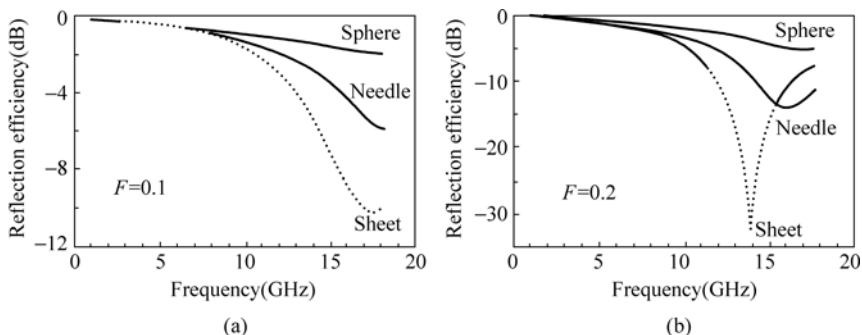 0
−4
−8
−12
Reflection efficiency(dB)
Sphere
Needle
F=0.1
Sheet
0
5
10
15
20
Frequency(GHz)
(a)
0
−10
−20
−30
Reflection efficiency(dB)
Sphere
Needle
F=0.2
Sheet
0
5
10
15
20
Frequency(GHz)
(b)